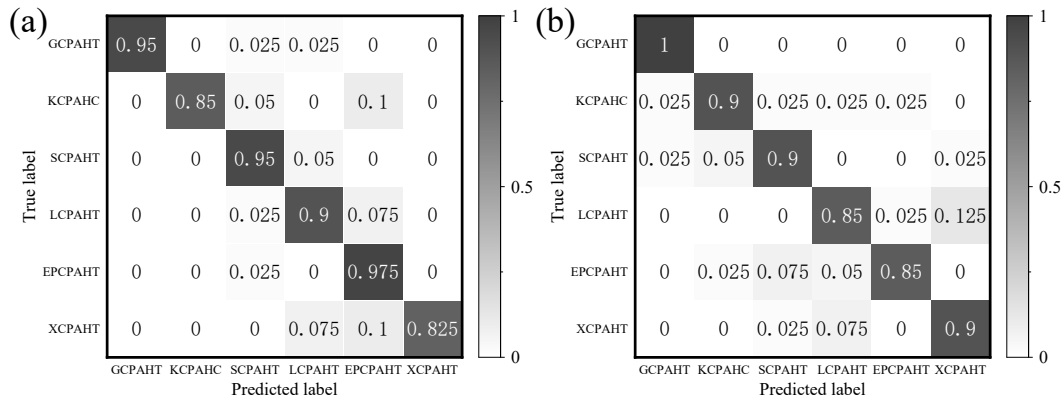 (a)
True label
GCPAHT 0.95 0 0.025 0.025 0 0
KCPAHC 0 0.85 0.05 0 0.1 0
SCPAHT 0 0 0.95 0.05 0 0
LCPAHT 0 0 0.025 0.9 0.075 0
EPCPAHT 0 0 0.025 0 0.975 0
XCPAHT 0 0 0 0.075 0.1 0.825
GCPAHT KCPAHC SCPAHT LCPAHT EPCPAHT XCPAHT
Predicted label
1
0.5
0
(b)
True label
GCPAHT 1 0 0 0 0 0
KCPAHC 0.025 0.9 0.025 0.025 0.025 0
SCPAHT 0.025 0.05 0.9 0 0 0.025
LCPAHT 0 0 0 0.85 0.025 0.125
EPCPAHT 0 0.025 0.075 0.05 0.85 0
XCPAHT 0 0 0.025 0.075 0 0.9
GCPAHT KCPAHC SCPAHT LCPAHT EPCPAHT XCPAHT
Predicted label
1
0.5
0